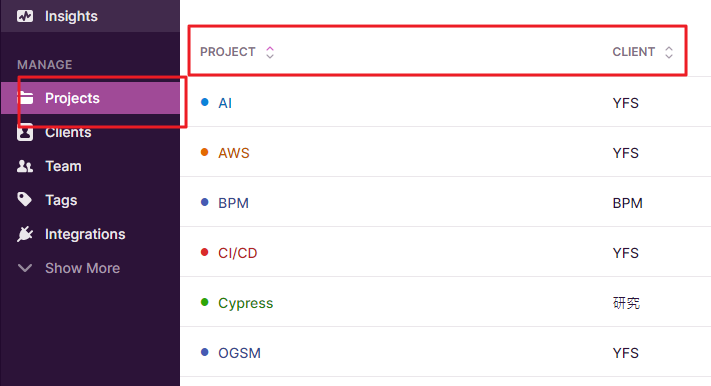 Insights
MANAGE
Projects
Clients
Team
Tags
Integrations
Show More
PROJECT CLIENT
AI YFS
AWS YFS
BPM BPM
CI/CD YFS
Cypress 研究
OGSM YFS